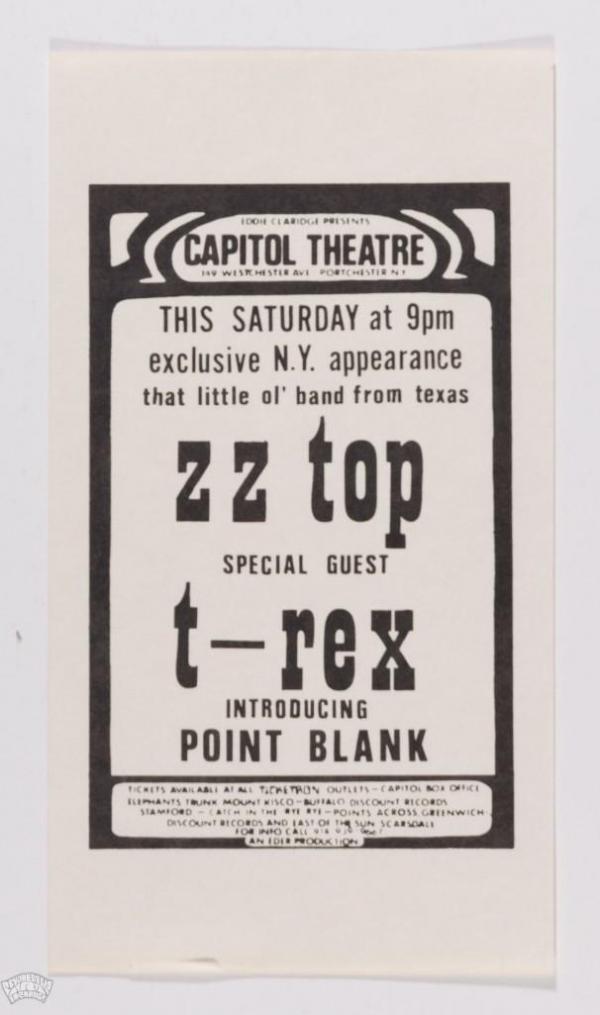 EDDIE CLARIDGE PRESENTS
CAPITOL THEATRE
149 WESTCHESTER AVE PORTCHESTER N Y
THIS SATURDAY at 9pm
exclusive N.Y. appearance
that little ol' band from texas
zz top
SPECIAL GUEST
t-rex
INTRODUCING
POINT BLANK
TICKETS AVAILABLE AT ALL TICKETRON OUTLETS - CAPITOL BOX OFFICE
ELEPHANTS TRUNK MOUNT KISCO - BUFFALO DISCOUNT RECORDS
STAMFORD - CATCH IN THE RYE RYE - POINTS ACROSS GREENWICH
DISCOUNT RECORDS AND EAST OF THE SUN SCARSDALE
FOR INFO CALL 914
AN EDER PRODUCTION